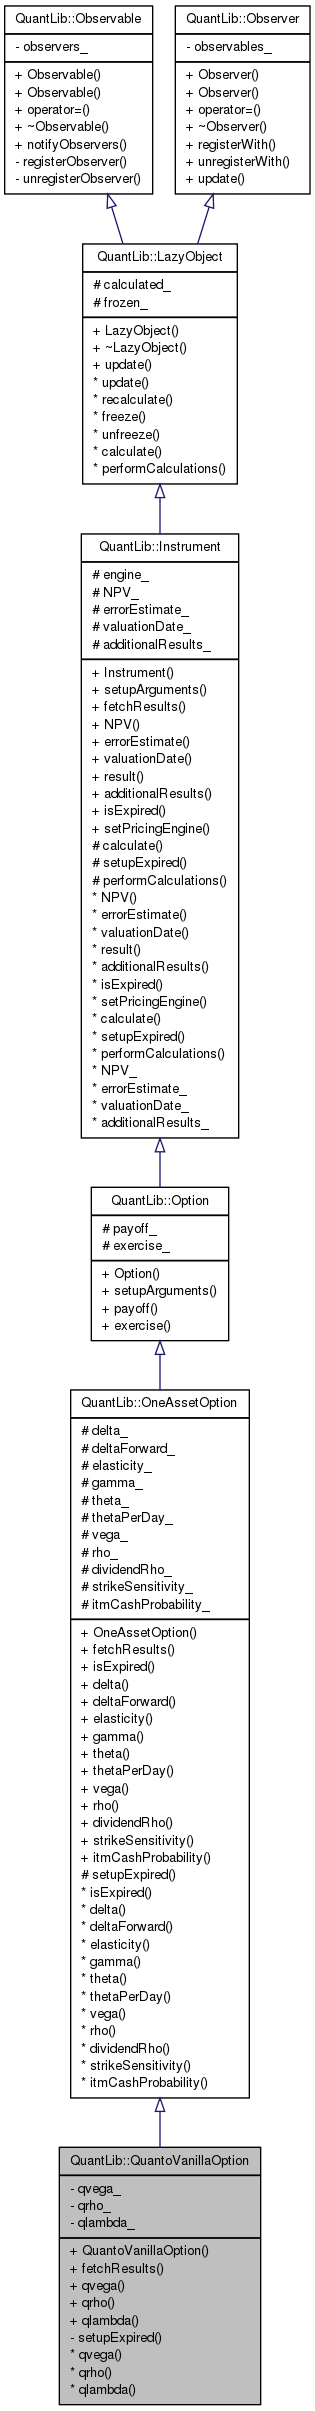 QuantLib::Observable
- observers_
+ Observable()
+ Observable()
+ operator=()
+ ~Observable()
+ notifyObservers()
- registerObserver()
- unregisterObserver()
QuantLib::Observer
- observables_
+ Observer()
+ Observer()
+ operator=()
+ ~Observer()
+ registerWith()
+ unregisterWith()
+ update()
QuantLib::LazyObject
# calculated_
# frozen_
+ LazyObject()
+ ~LazyObject()
+ update()
* update()
* recalculate()
* freeze()
* unfreeze()
* calculate()
* performCalculations()
QuantLib::Instrument
# engine_
# NPV_
# errorEstimate_
# valuationDate_
# additionalResults_
+ Instrument()
+ setupArguments()
+ fetchResults()
+ NPV()
+ errorEstimate()
+ valuationDate()
+ result()
+ additionalResults()
+ isExpired()
+ setPricingEngine()
# calculate()
# setupExpired()
# performCalculations()
* NPV()
* errorEstimate()
* valuationDate()
* result()
* additionalResults()
* isExpired()
* setPricingEngine()
* calculate()
* setupExpired()
* performCalculations()
* NPV_
* errorEstimate_
* valuationDate_
* additionalResults_
QuantLib::Option
# payoff_
# exercise_
+ Option()
+ setupArguments()
+ payoff()
+ exercise()
QuantLib::OneAssetOption
# delta_
# deltaForward_
# elasticity_
# gamma_
# theta_
# thetaPerDay_
# vega_
# rho_
# dividendRho_
# strikeSensitivity_
# itmCashProbability_
+ OneAssetOption()
+ fetchResults()
+ isExpired()
+ delta()
+ deltaForward()
+ elasticity()
+ gamma()
+ theta()
+ thetaPerDay()
+ vega()
+ rho()
+ dividendRho()
+ strikeSensitivity()
+ itmCashProbability()
# setupExpired()
* isExpired()
* delta()
* deltaForward()
* elasticity()
* gamma()
* theta()
* thetaPerDay()
* vega()
* rho()
* dividendRho()
* strikeSensitivity()
* itmCashProbability()
QuantLib::QuantoVanillaOption
- qvega_
- qrho_
- qlambda_
+ QuantoVanillaOption()
+ fetchResults()
+ qvega()
+ qrho()
+ qlambda()
- setupExpired()
* qvega()
* qrho()
* qlambda()